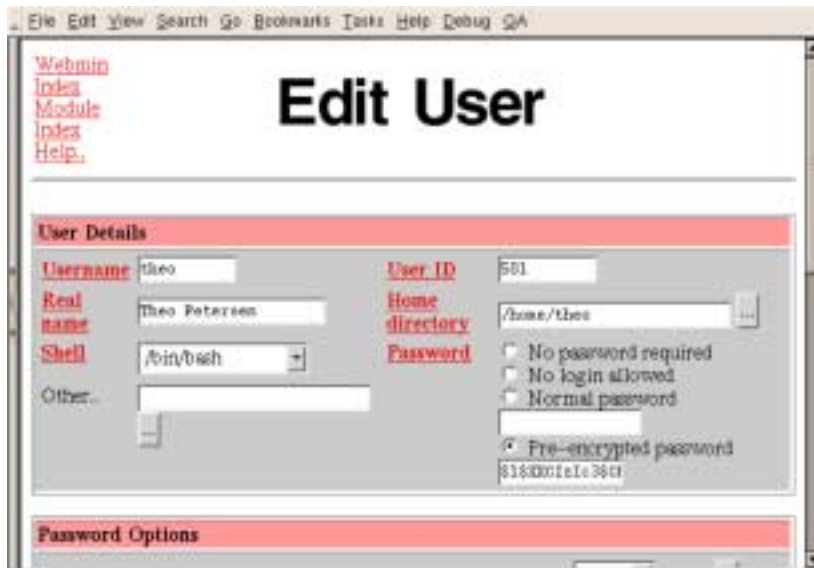 File Edit View Search Go Bookmarks Tasks Help Debug QA
Webmin
Index
Module
Index
Help..
Edit User
User Details
Username theo
User ID 501
Real
name Theo Petersen
Home
directory /home/theo ...
Shell /bin/bash
Password No password required
No login allowed
Normal password
Other..
...
Pre-encrypted password
Password Options